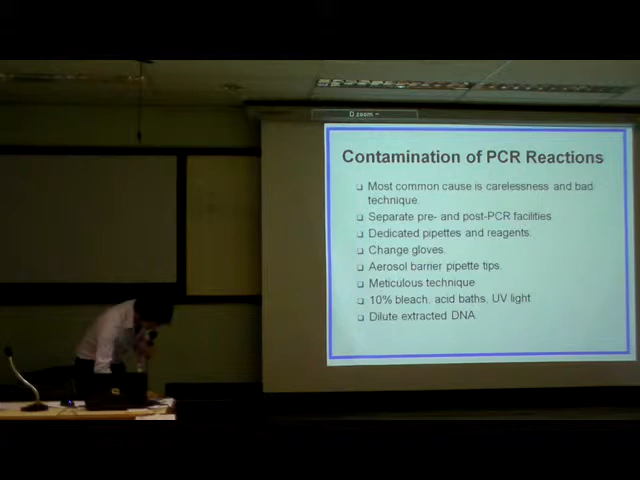 D.zoom
Contamination of PCR Reactions
❑ Most common cause is carelessness and bad
technique.
❑ Separate pre- and post-PCR facilities
❑ Dedicated pipettes and reagents.
❑ Change gloves.
❑ Aerosol barrier pipette tips.
❑ Meticulous technique
❑ 10% bleach, acid baths, UV light
❑ Dilute extracted DNA